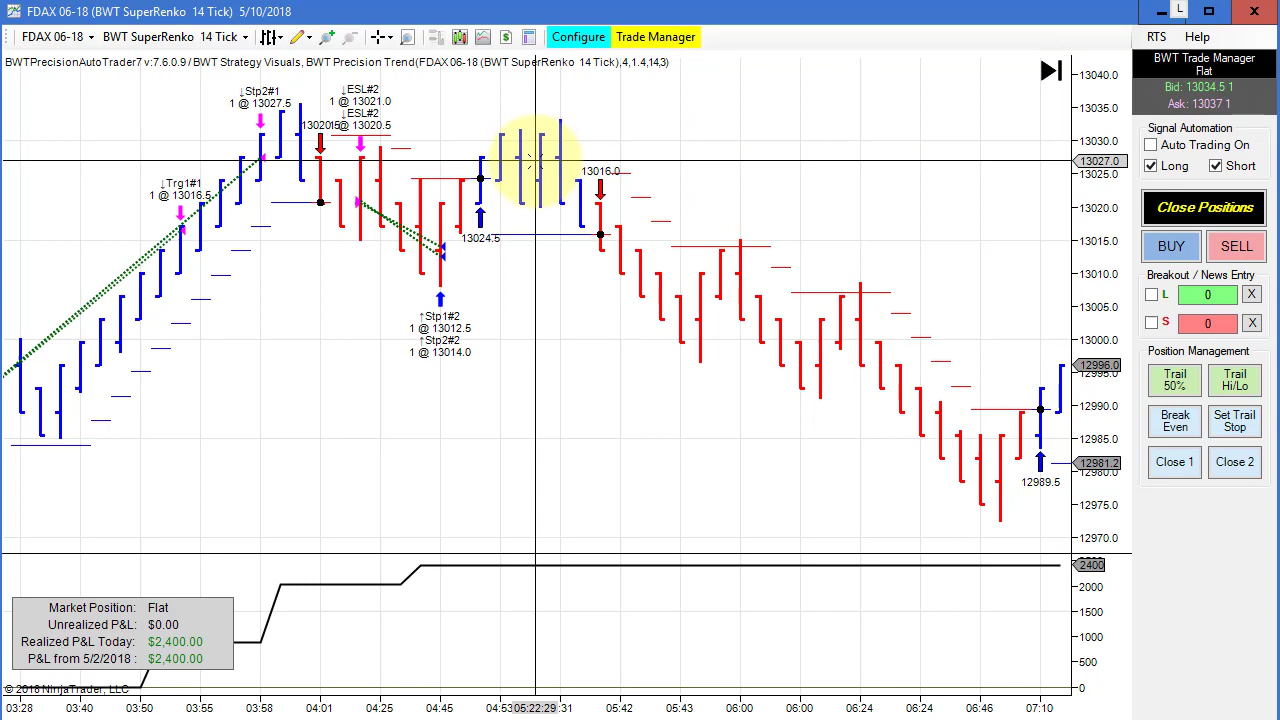 FDAX 06-18 (BWT SuperRenko 14 Tick) 5/10/2018
L
FDAX 06-18 BWT SuperRenko 14 Tick Configure Trade Manager
RTS Help
BWTPrecisionAutoTrader7 v:7.6.0.9 / BWT Strategy Visuals, BWT Precision Trend(FDAX 06-18 (BWT SuperRenko 14 Tick),4,1.4,14,3)
BWT Trade Manager
Flat
Bid: 13034.5 1
Ask: 13037 1
Signal Automation
Auto Trading On
Long Short
Close Positions
BUY SELL
Breakout / News Entry
L 0 X
S 0 X
Position Management
Trail 50%
Trail Hi/Lo
Break Even
Set Trail Stop
Close 1 Close 2
↓Trg1#1
1 @ 13016.5
↓Stp2#1
1 @ 13027.5
↓ESL#2
1 @ 13021.0
↓ESL#2
1 @ 13020.5
↑Stp1#2
1 @ 13012.5
↑Stp2#2
1 @ 13014.0
13024.5
13016.0
12989.5
13040.0
13035.0
13030.0
13027.0
13025.0
13020.0
13015.0
13010.0
13005.0
13000.0
12996.0
12995.0
12990.0
12985.0
12981.2
12980.0
12975.0
12970.0
2400
2000
1500
1000
500
0
Market Position: Flat
Unrealized P&L: $0.00
Realized P&L Today: $2,400.00
P&L from 5/2/2018 : $2,400.00
© 2018 NinjaTrader, LLC
03:28 03:40 03:50 03:58 04:01 04:25 04:45 04:53 05:22:29 :31 05:42 05:43 06:00 06:00 06:24 06:24 06:46 07:10